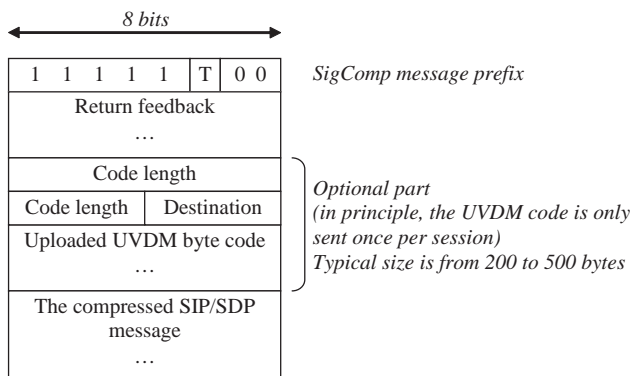 8 bits
1 1 1 1 1 T 0 0
SigComp message prefix
Return feedback
…
Code length
Code length Destination
Uploaded UVDM byte code
…
Optional part
(in principle, the UVDM code is only
sent once per session)
Typical size is from 200 to 500 bytes
The compressed SIP/SDP
message
…